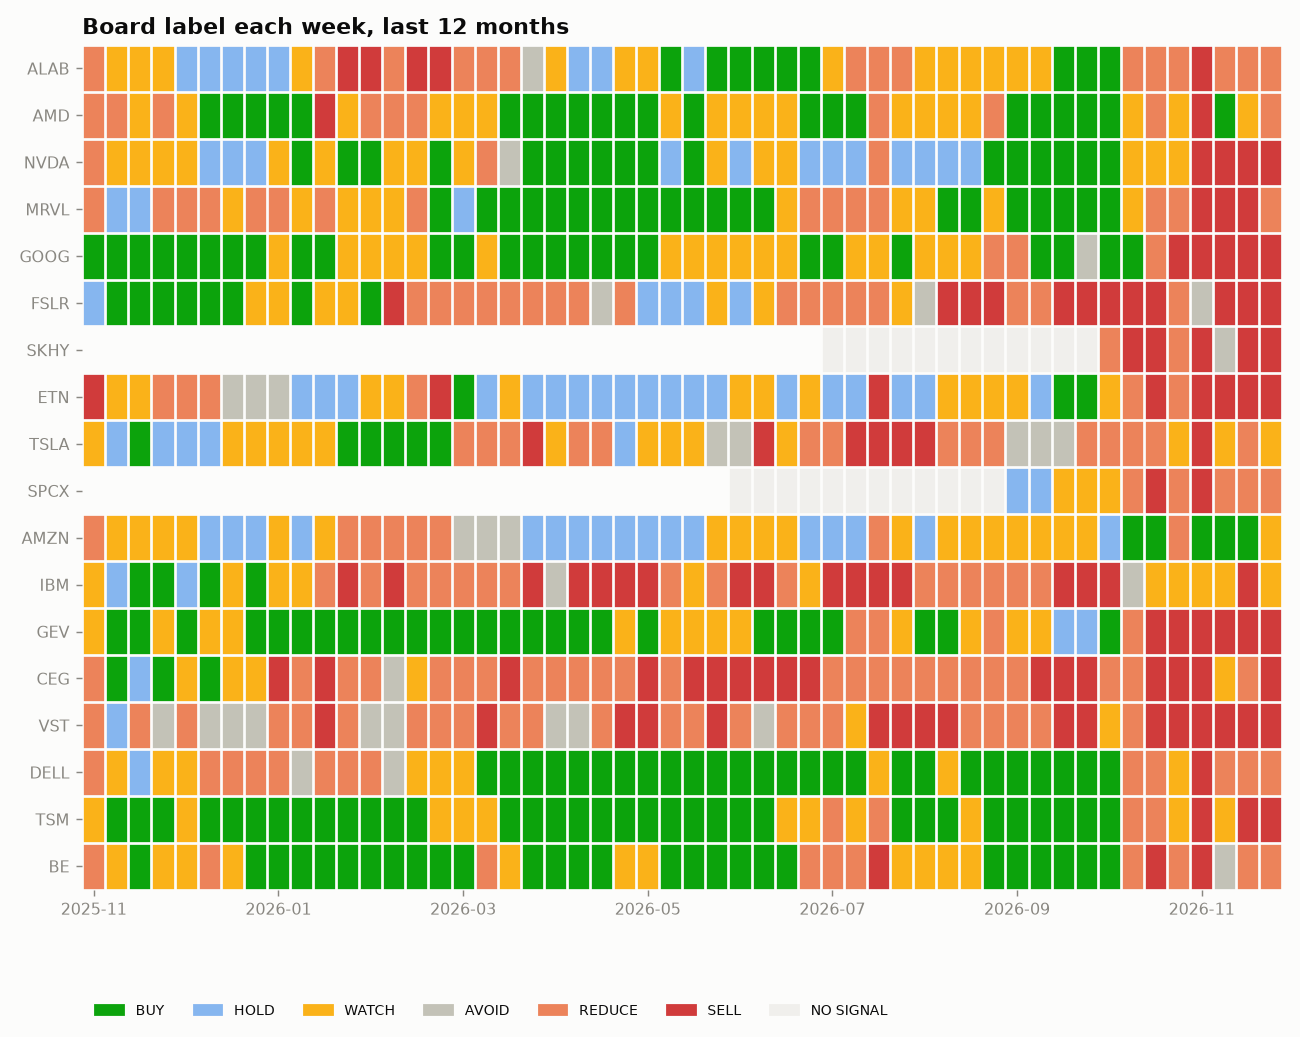 Board label each week, last 12 months
ALAB
AMD
NVDA
MRVL
GOOG
FSLR
SKHY
ETN
TSLA
SPCX
AMZN
IBM
GEV
CEG
VST
DELL
TSM
BE
2025-11 2026-01 2026-03 2026-05 2026-07 2026-09 2026-11
BUY HOLD WATCH AVOID REDUCE SELL NO SIGNAL